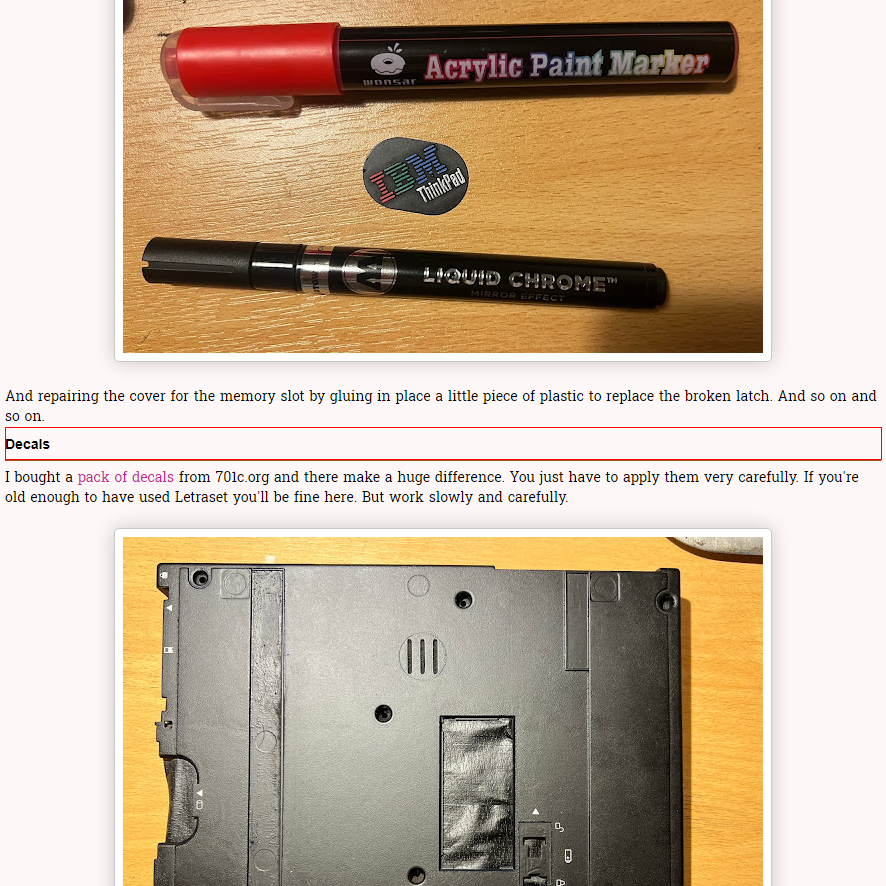 wonsar
Acrylic Paint Marker
IBM
ThinkPad
LIQUID CHROME™
MIRROR EFFECT
And repairing the cover for the memory slot by gluing in place a little piece of plastic to replace the broken latch. And so on and
so on.
Decals
I bought a pack of decals from 701c.org and there make a huge difference. You just have to apply them very carefully. If you're
old enough to have used Letraset you'll be fine here. But work slowly and carefully.